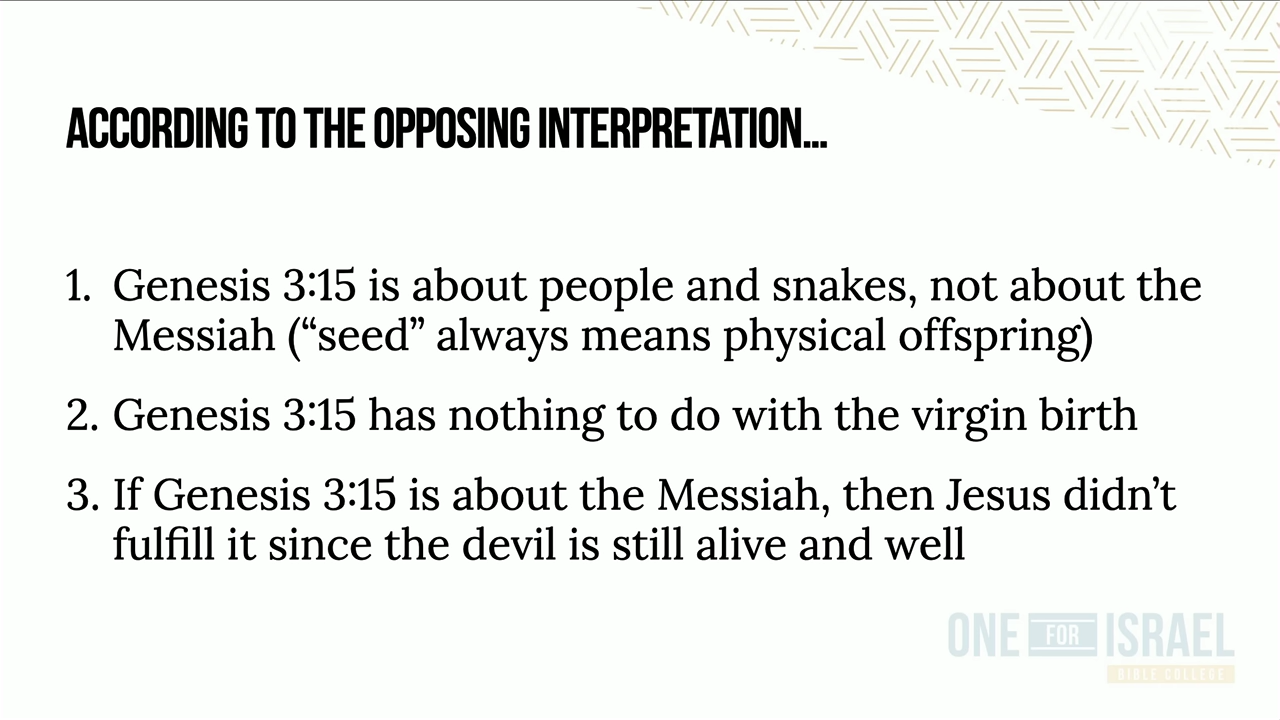 ACCORDING TO THE OPPOSING INTERPRETATION...
1. Genesis 3:15 is about people and snakes, not about the
Messiah (“seed” always means physical offspring)
2. Genesis 3:15 has nothing to do with the virgin birth
3. If Genesis 3:15 is about the Messiah, then Jesus didn’t
fulfill it since the devil is still alive and well
ONE FOR ISRAEL
BIBLE COLLEGE